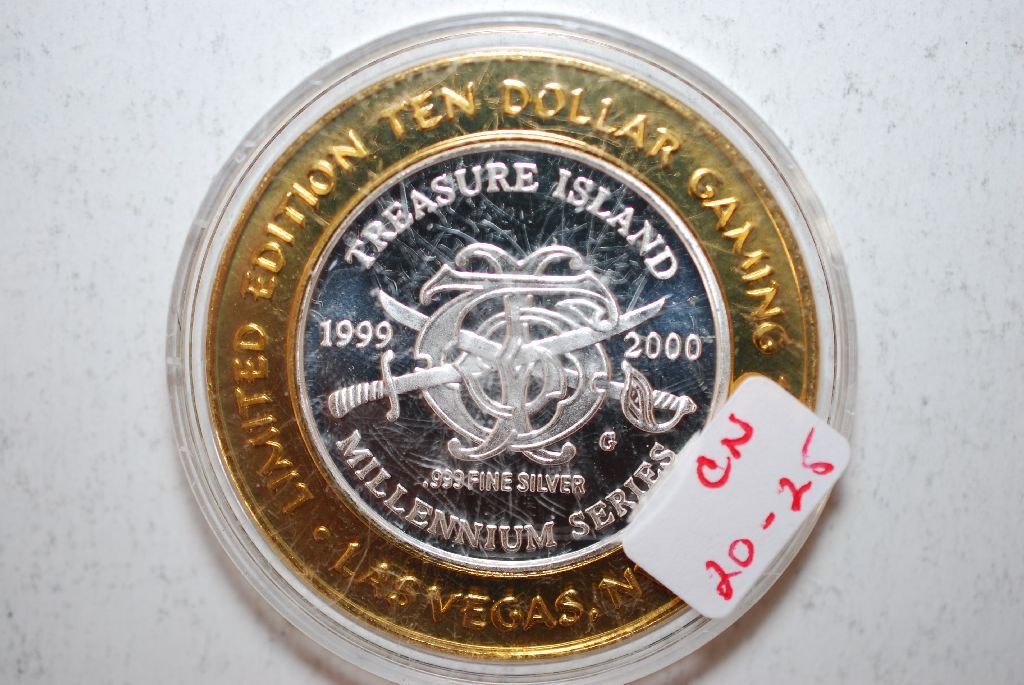 LIMITED EDITION TEN DOLLAR GAMING
• LAS VEGAS, N
TREASURE ISLAND
1999 2000
G
.999 FINE SILVER
MILLENNIUM SERIES
CN
20-25